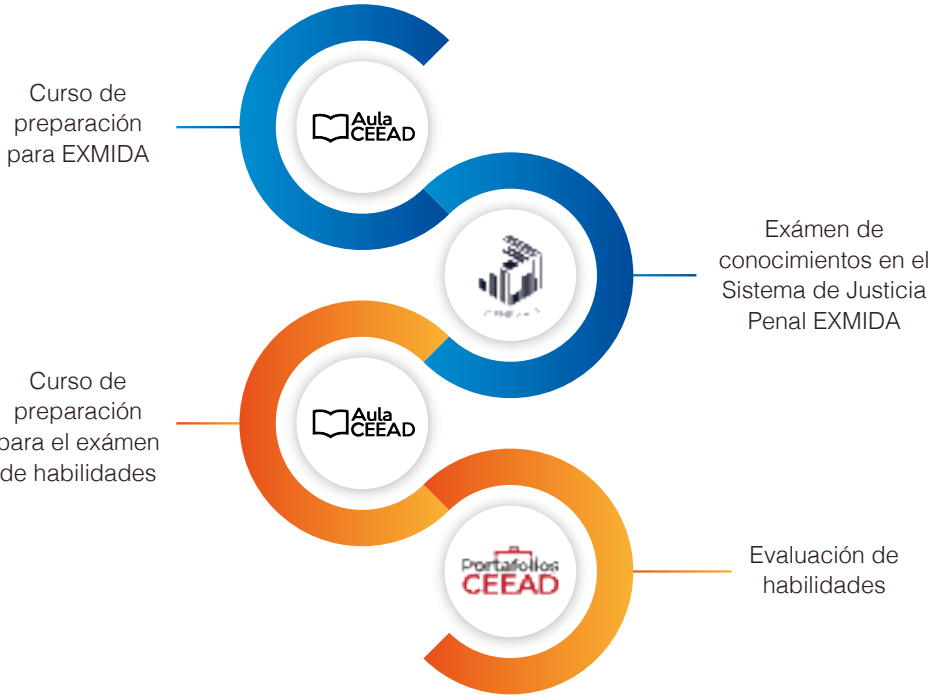 Curso de
preparación
para EXMIDA
Aula
CEEAD
Exámen de
conocimientos en el
Sistema de Justicia
Penal EXMIDA
Curso de
preparación
para el exámen
de habilidades
Aula
CEEAD
Portafolios
CEEAD
Evaluación de
habilidades